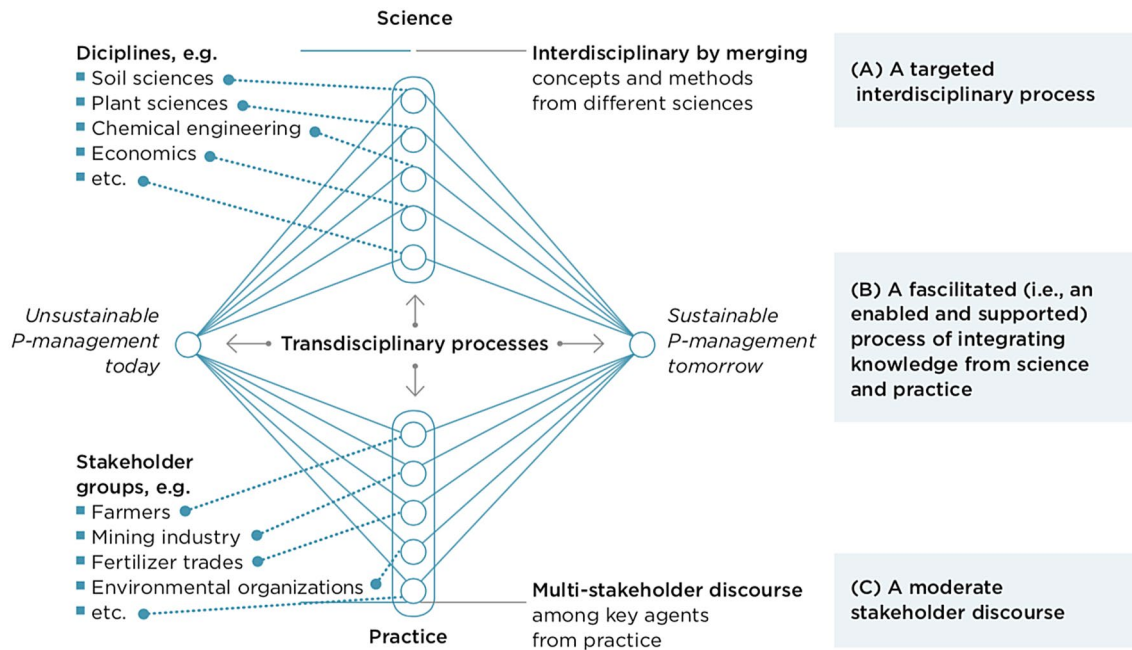 Science
Diciplines, e.g.
Soil sciences
Plant sciences
Chemical engineering
Economics
etc.
Interdisciplinary by merging
concepts and methods
from different sciences
(A) A targeted
interdisciplinary process
Unsustainable
P-management
today
Transdisciplinary processes
Sustainable
P-management
tomorrow
(B) A fascilitated (i.e., an
enabled and supported)
process of integrating
knowledge from science
and practice
Stakeholder
groups, e.g.
Farmers
Mining industry
Fertilizer trades
Environmental organizations
etc.
Practice
Multi-stakeholder discourse
among key agents
from practice
(C) A moderate
stakeholder discourse